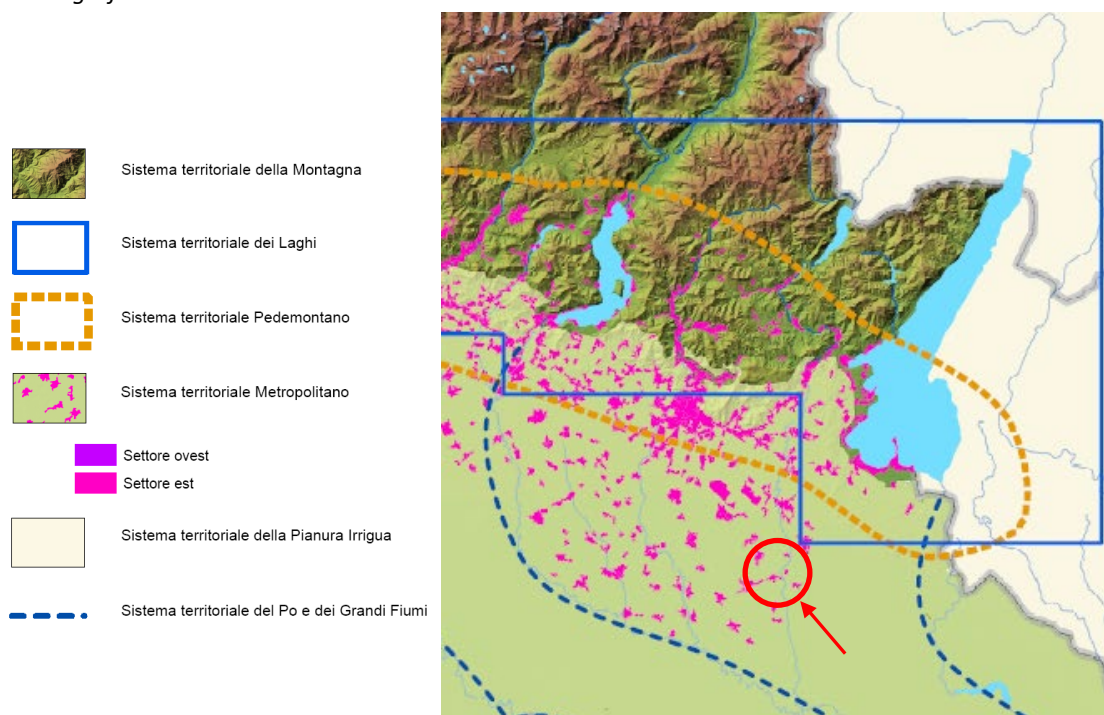 Sistema territoriale della Montagna
Sistema territoriale dei Laghi
Sistema territoriale Pedemontano
Sistema territoriale Metropolitano
Settore ovest
Settore est
Sistema territoriale della Pianura Irrigua
Sistema territoriale del Po e dei Grandi Fiumi